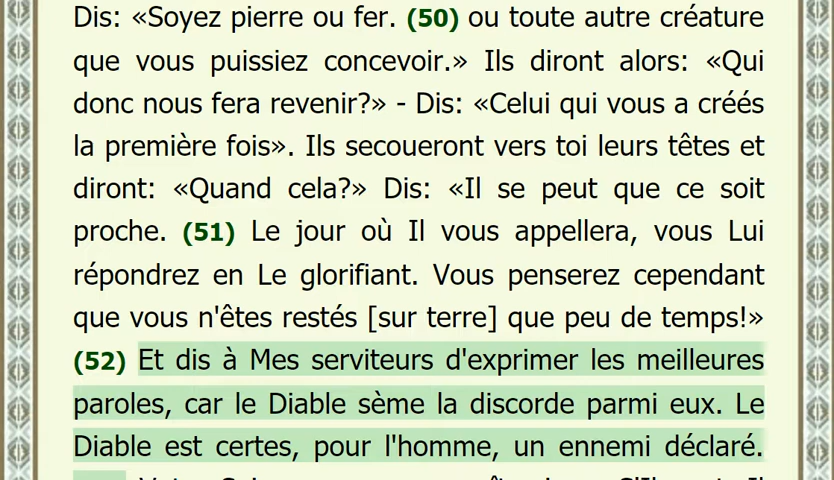 Dis: «Soyez pierre ou fer. (50) ou toute autre créature
que vous puissiez concevoir.» Ils diront alors: «Qui
donc nous fera revenir?» - Dis: «Celui qui vous a créés
la première fois». Ils secoueront vers toi leurs têtes et
diront: «Quand cela?» Dis: «Il se peut que ce soit
proche. (51) Le jour où Il vous appellera, vous Lui
répondrez en Le glorifiant. Vous penserez cependant
que vous n'êtes restés [sur terre] que peu de temps!»
(52) Et dis à Mes serviteurs d'exprimer les meilleures
paroles, car le Diable sème la discorde parmi eux. Le
Diable est certes, pour l'homme, un ennemi déclaré.